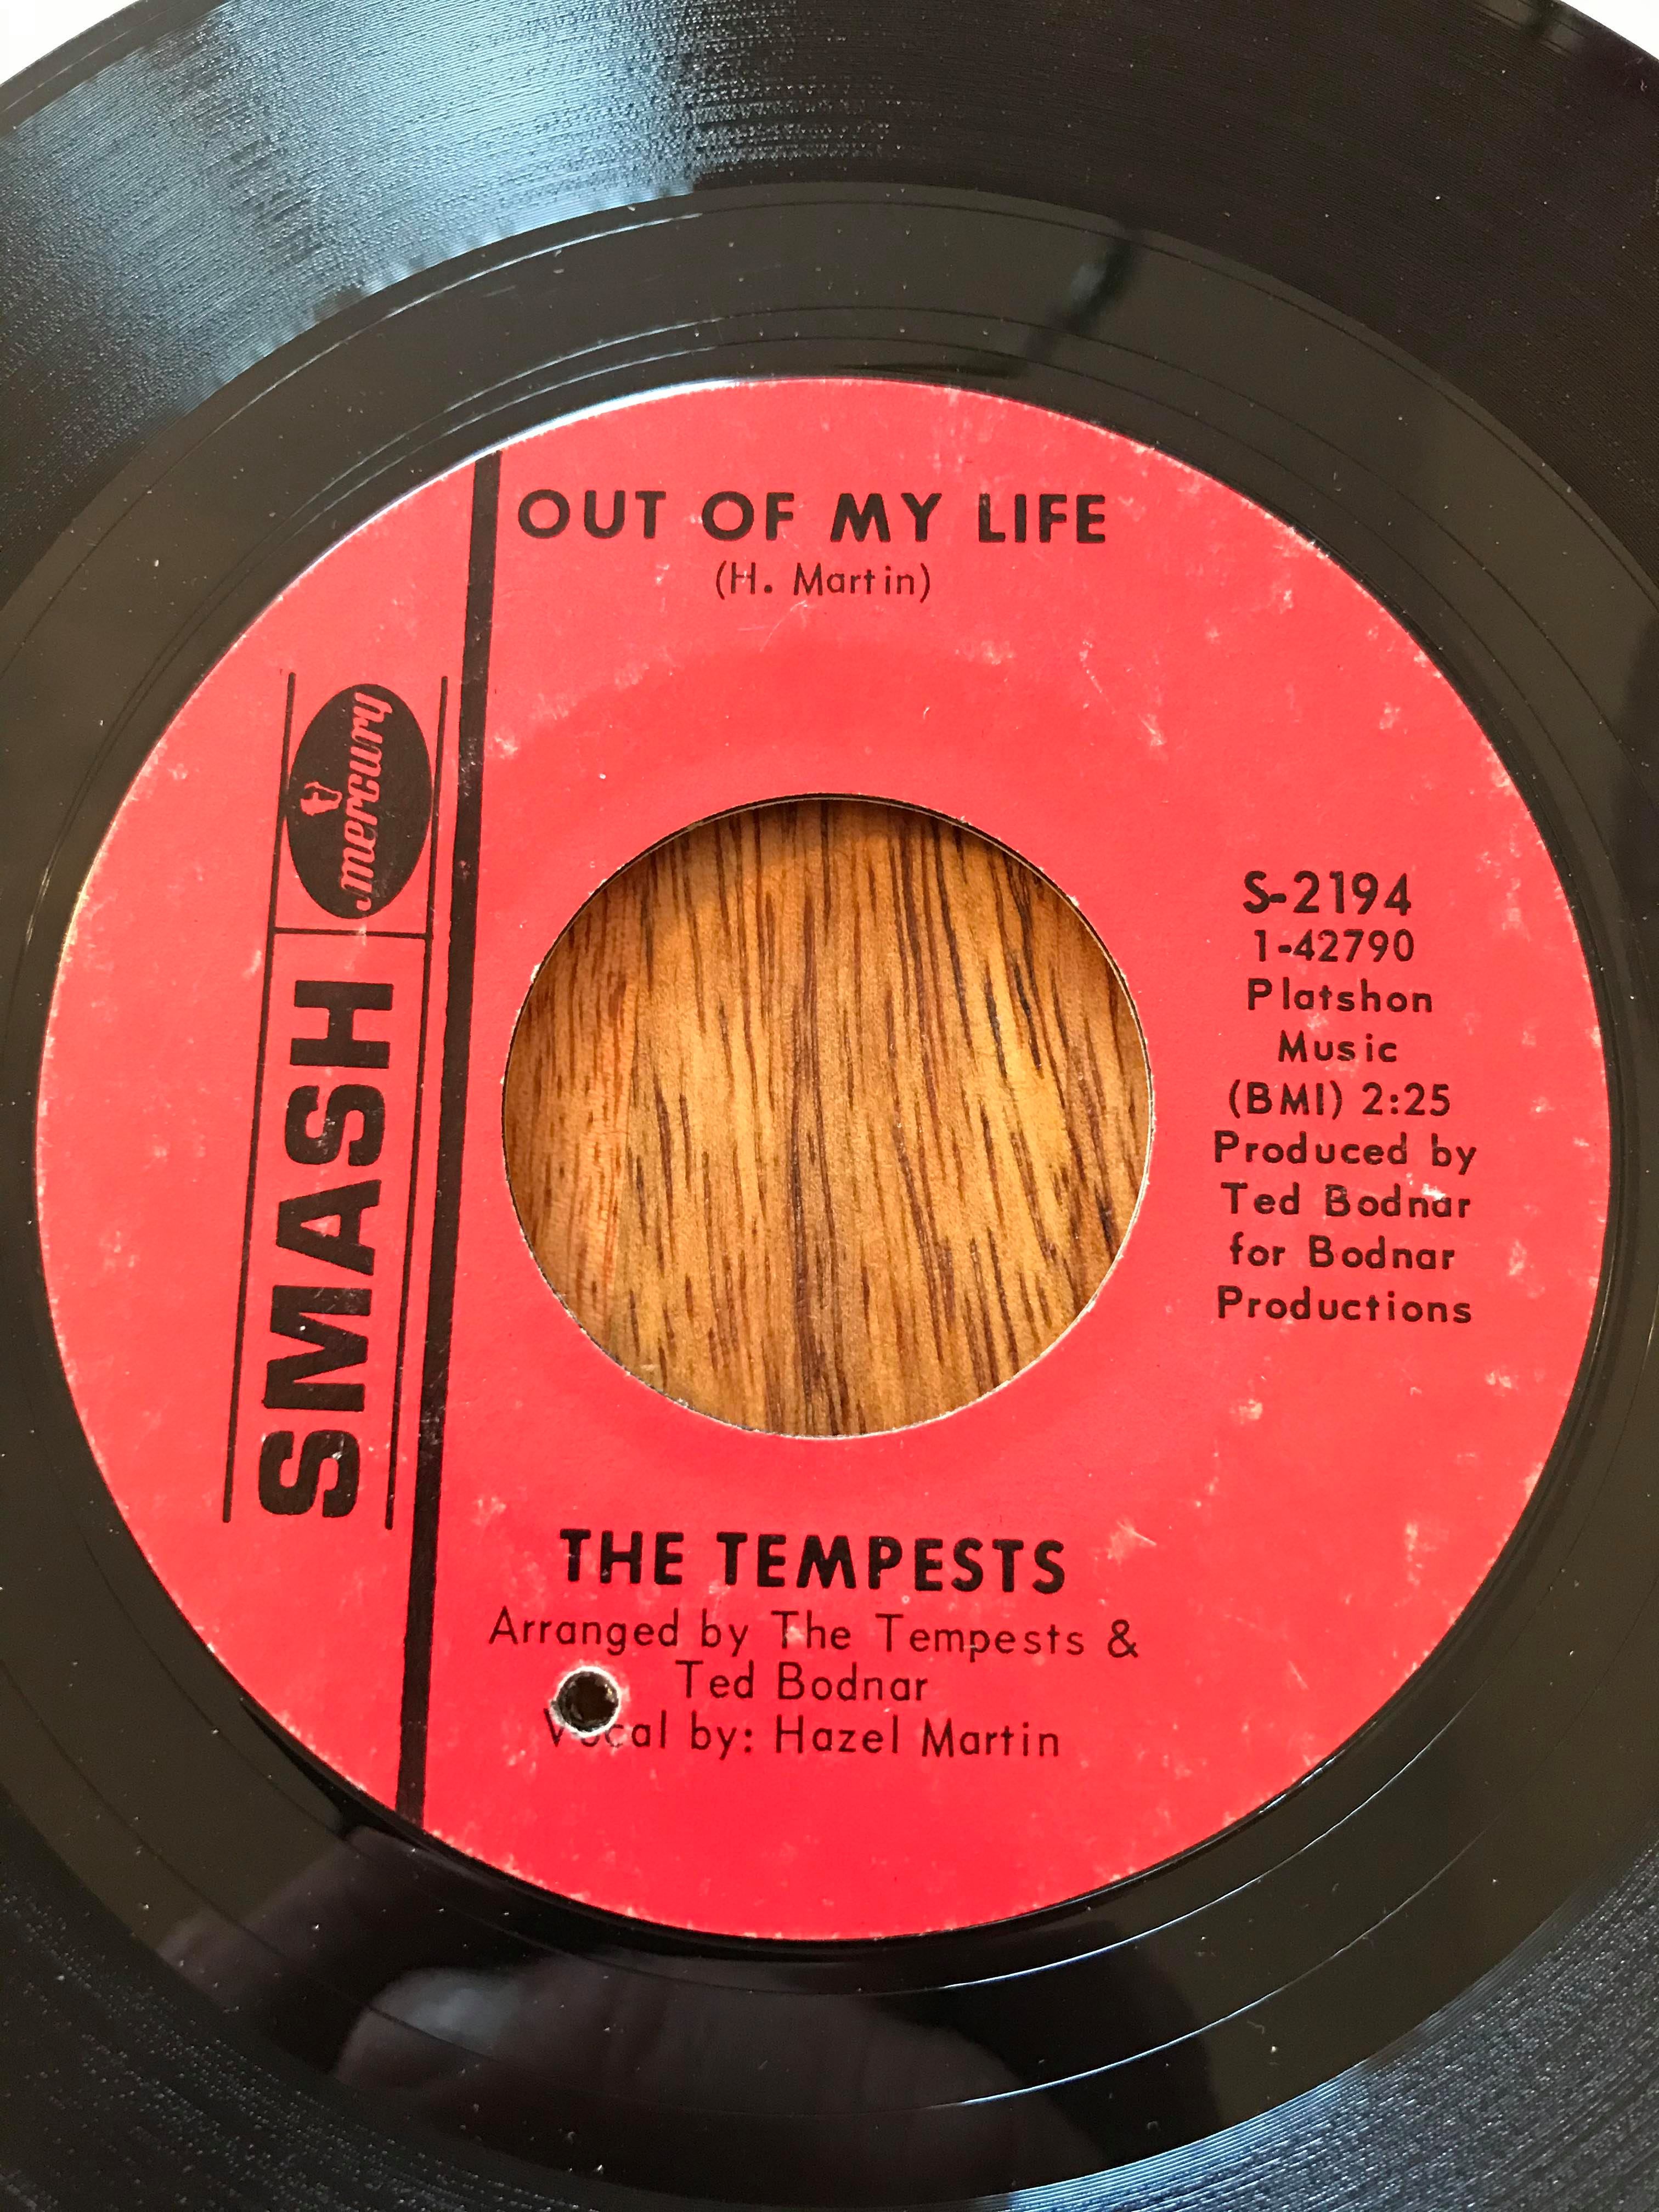 OUT OF MY LIFE
(H. Martin)
mercury
SMASH
S-2194
1-42790
Platshon
Music
(BMI) 2:25
Produced by
Ted Bodnar
for Bodnar
Productions
THE TEMPESTS
Arranged by The Tempests &
Ted Bodnar
Vocal by: Hazel Martin